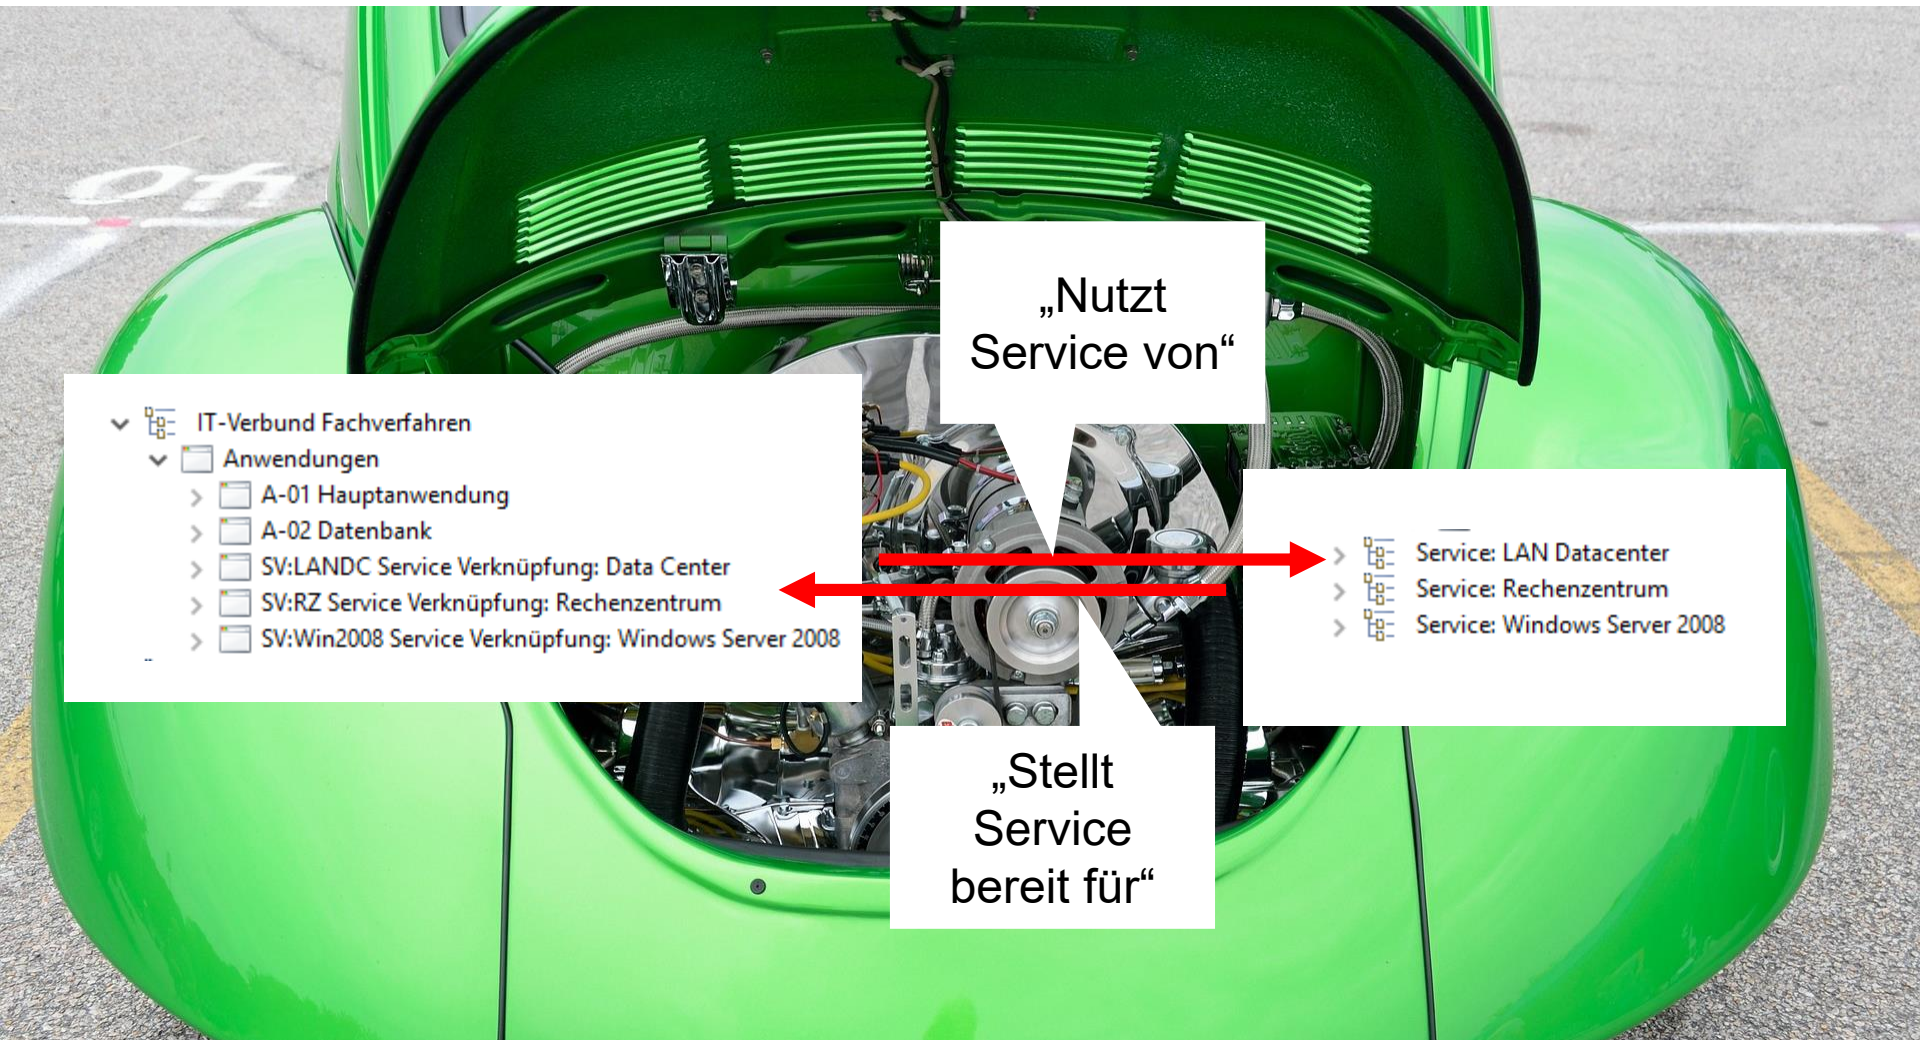 „Nutzt
Service von“
IT-Verbund Fachverfahren
Anwendungen
A-01 Hauptanwendung
A-02 Datenbank
SV:LANDC Service Verknüpfung: Data Center
SV:RZ Service Verknüpfung: Rechenzentrum
SV:Win2008 Service Verknüpfung: Windows Server 2008
Service: LAN Datacenter
Service: Rechenzentrum
Service: Windows Server 2008
„Stellt
Service
bereit für“
40